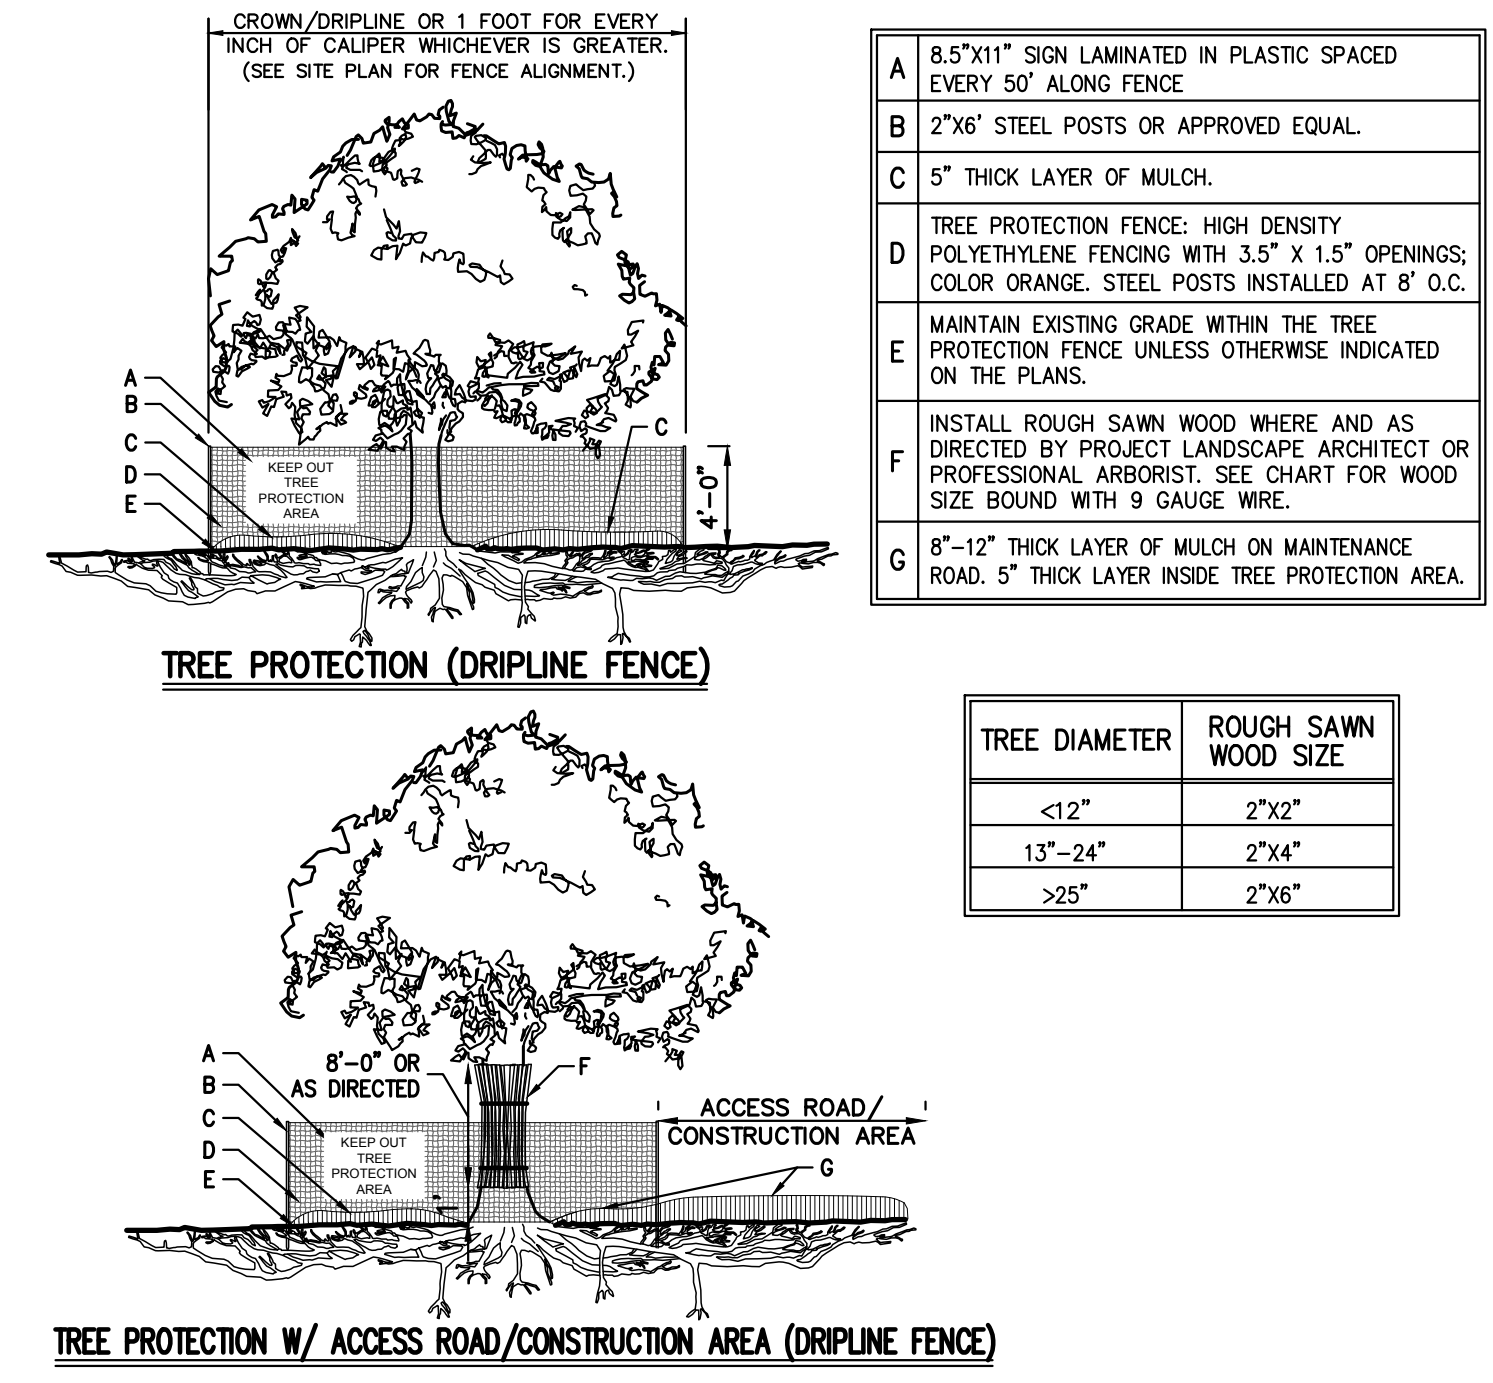 CROWN/DRIPLINE OR 1 FOOT FOR EVERY
INCH OF CALIPER WHICHEVER IS GREATER.
(SEE SITE PLAN FOR FENCE ALIGNMENT.)
A
B
C
D
E
KEEP OUT
TREE
PROTECTION
AREA
C
4'-0"
TREE PROTECTION (DRIPLINE FENCE)
A
8.5"X11" SIGN LAMINATED IN PLASTIC SPACED
EVERY 50' ALONG FENCE
B
2"X6' STEEL POSTS OR APPROVED EQUAL.
C
5" THICK LAYER OF MULCH.
D
TREE PROTECTION FENCE: HIGH DENSITY
POLYETHYLENE FENCING WITH 3.5" X 1.5" OPENINGS;
COLOR ORANGE. STEEL POSTS INSTALLED AT 8' O.C.
E
MAINTAIN EXISTING GRADE WITHIN THE TREE
PROTECTION FENCE UNLESS OTHERWISE INDICATED
ON THE PLANS.
F
INSTALL ROUGH SAWN WOOD WHERE AND AS
DIRECTED BY PROJECT LANDSCAPE ARCHITECT OR
PROFESSIONAL ARBORIST. SEE CHART FOR WOOD
SIZE BOUND WITH 9 GAUGE WIRE.
G
8"-12" THICK LAYER OF MULCH ON MAINTENANCE
ROAD. 5" THICK LAYER INSIDE TREE PROTECTION AREA.
TREE DIAMETER
ROUGH SAWN
WOOD SIZE
<12"
2"X2"
13"-24"
2"X4"
>25"
2"X6"
A
B
C
D
E
8'-0" OR
AS DIRECTED
F
KEEP OUT
TREE
PROTECTION
AREA
1'
ACCESS ROAD/
CONSTRUCTION AREA
G
TREE PROTECTION W/ ACCESS ROAD/CONSTRUCTION AREA (DRIPLINE FENCE)